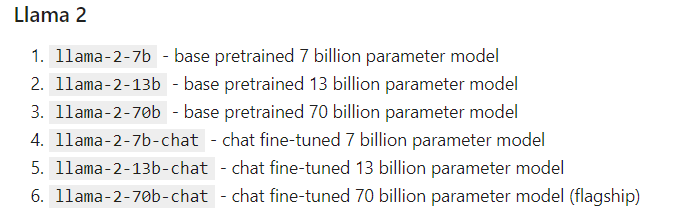 Llama 2
1. llama-2-7b - base pretrained 7 billion parameter model
2. llama-2-13b - base pretrained 13 billion parameter model
3. llama-2-70b - base pretrained 70 billion parameter model
4. llama-2-7b-chat - chat fine-tuned 7 billion parameter model
5. llama-2-13b-chat - chat fine-tuned 13 billion parameter model
6. llama-2-70b-chat - chat fine-tuned 70 billion parameter model (flagship)